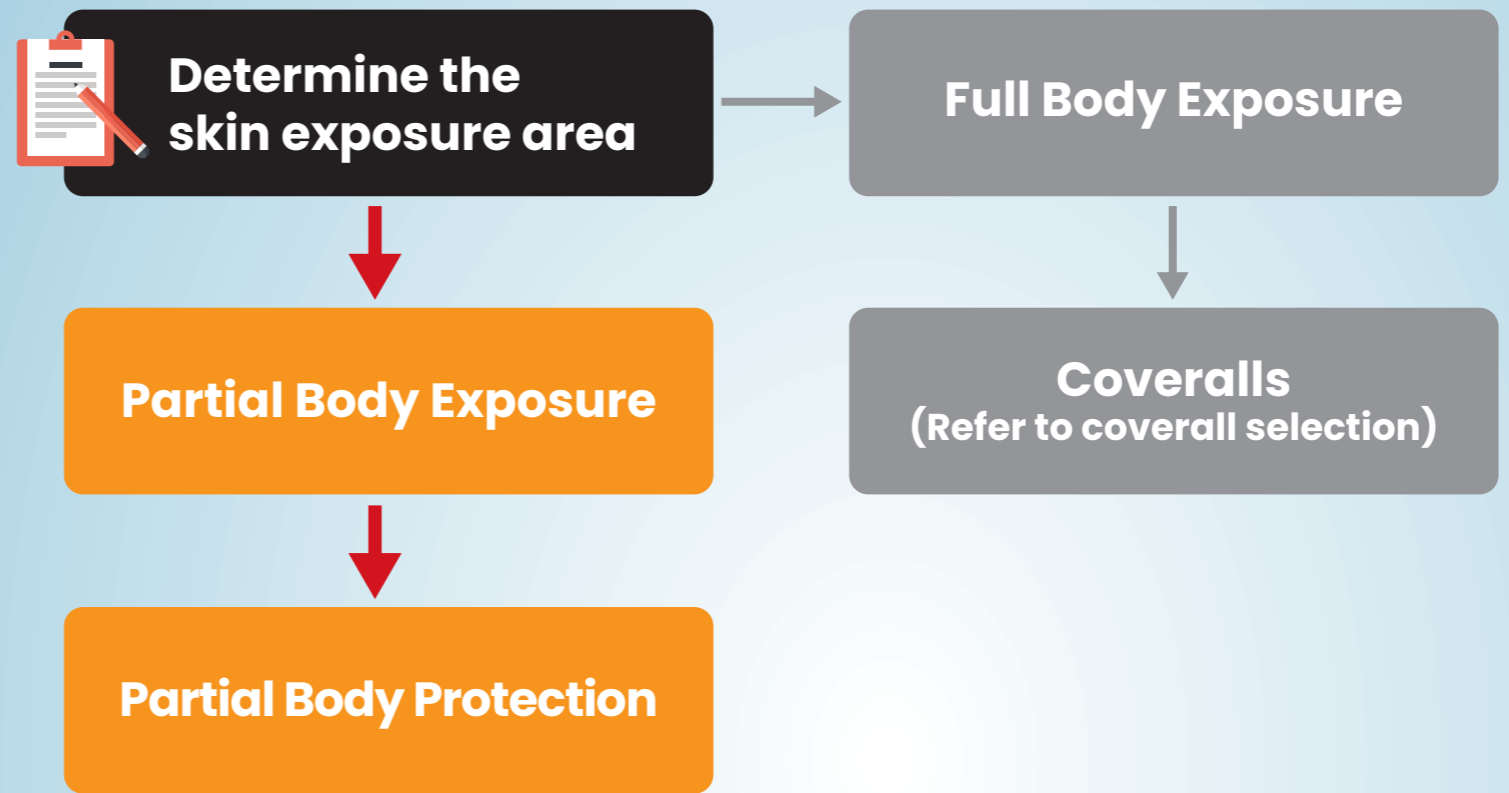 Determine the
skin exposure area
Full Body Exposure
Partial Body Exposure
Coveralls
(Refer to coverall selection)
Partial Body Protection